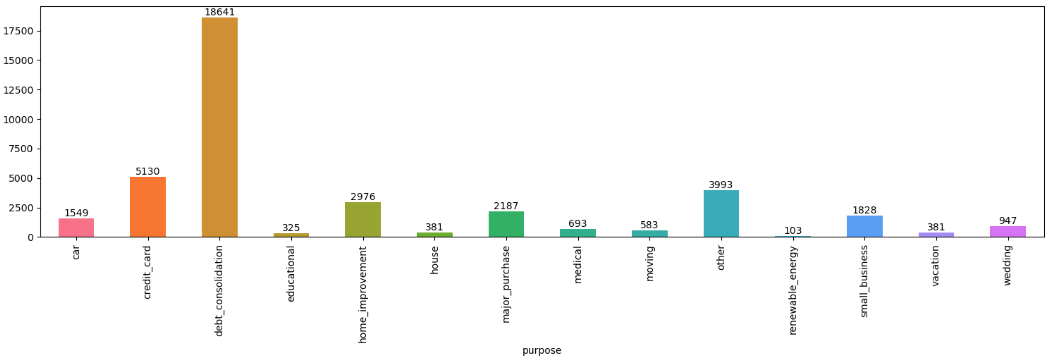 17500
15000
12500
10000
7500
5000
2500
0
1549
5130
18641
325
2976
381
2187
693
583
3993
103
1828
381
947
car
credit_card
debt_consolidation
educational
home_improvement
house
major_purchase
medical
moving
other
renewable_energy
small_business
vacation
wedding
purpose